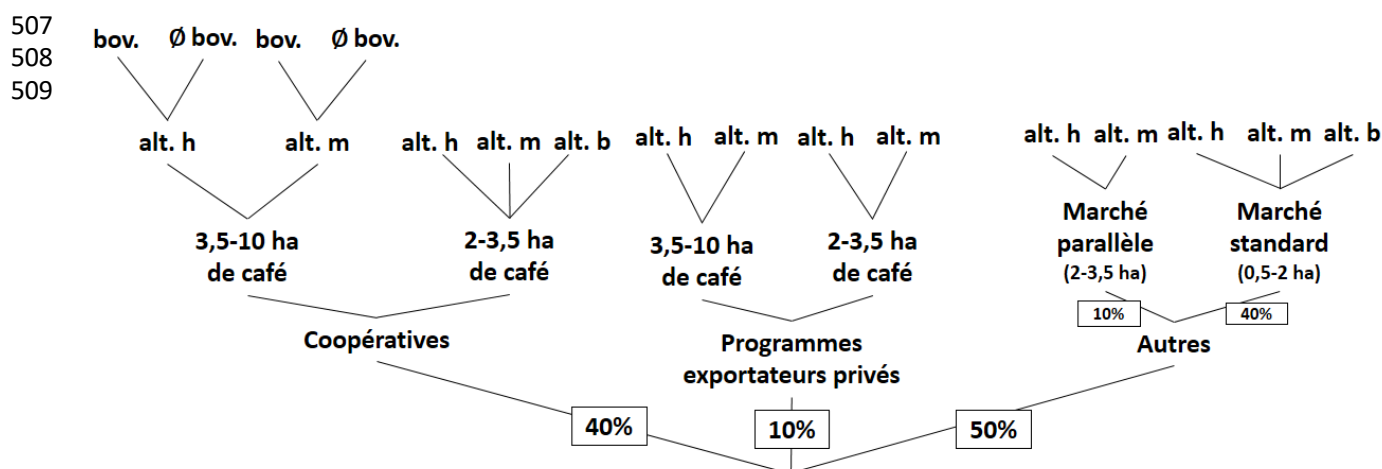 507
508
509
bov. Ø bov. bov. Ø bov.
alt. h alt. m alt. h alt. m alt. b alt. h alt. m alt. h alt. m alt. h alt. m alt. h alt. m alt. b
3,5-10 ha
de café
2-3,5 ha
de café
3,5-10 ha
de café
2-3,5 ha
de café
Marché
parallèle
(2-3,5 ha)
Marché
standard
(0,5-2 ha)
10%
40%
Coopératives
Programmes
exportateurs privés
Autres
40%
10%
50%